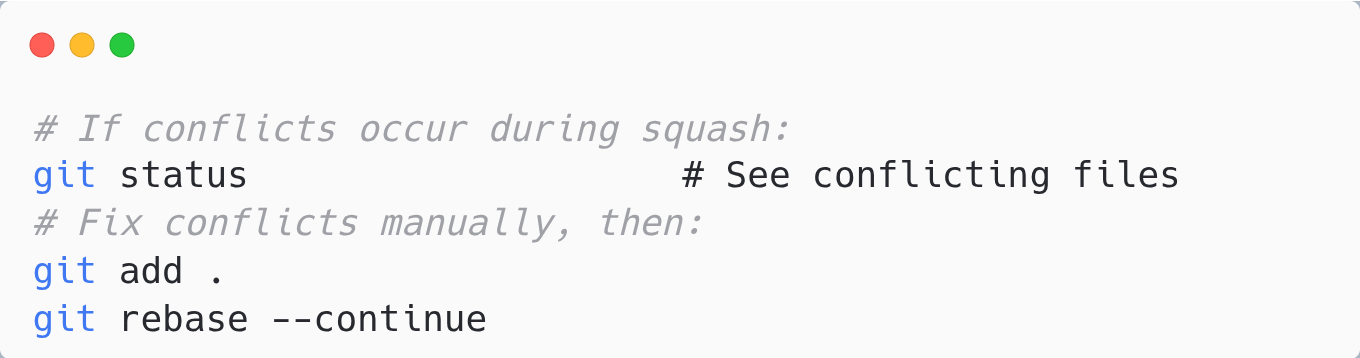 # If conflicts occur during squash:
git status                    # See conflicting files
# Fix conflicts manually, then:
git add .
git rebase --continue